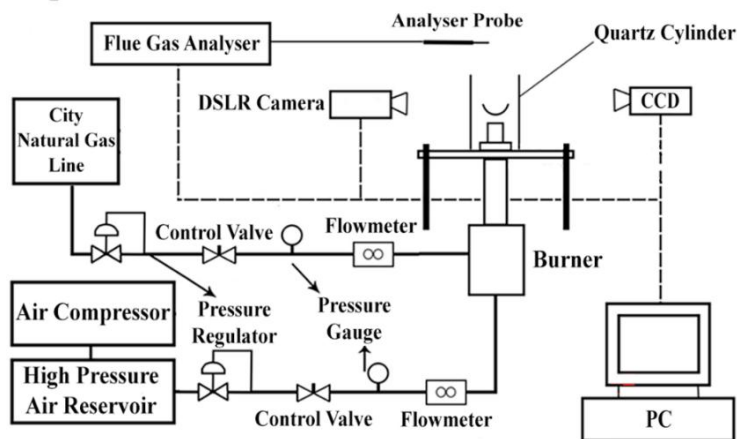 Analyser Probe
Flue Gas Analyser
Quartz Cylinder
DSLR Camera
CCD
City
Natural Gas
Line
Control Valve
Flowmeter
Burner
Air Compressor
Pressure
Regulator
Pressure
Gauge
High Pressure
Air Reservoir
Control Valve
Flowmeter
PC